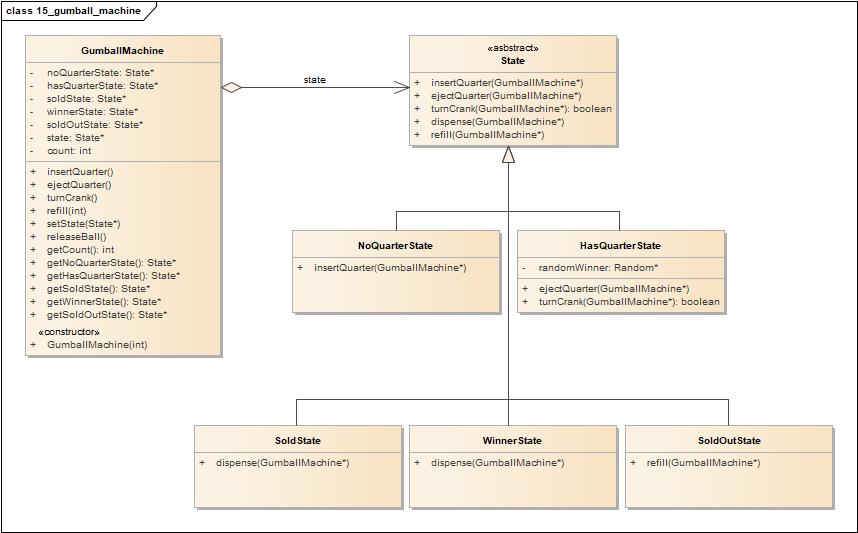 class 15_gumball_machine
GumballMachine
- noQuarterState: State*
- hasQuarterState: State*
- soldState: State*
- winnerState: State*
- soldOutState: State*
- state: State*
- count: int
+ insertQuarter()
+ ejectQuarter()
+ turnCrank()
+ refill(int)
+ setState(State*)
+ releaseBall()
+ getCount(): int
+ getNoQuarterState(): State*
+ getHasQuarterState(): State*
+ getSoldState(): State*
+ getWinnerState(): State*
+ getSoldOutState(): State*
«constructor»
+ GumballMachine(int)
state
«asbstract»
State
+ insertQuarter(GumballMachine*)
+ ejectQuarter(GumballMachine*)
+ turnCrank(GumballMachine*): boolean
+ dispense(GumballMachine*)
+ refill(GumballMachine*)
NoQuarterState
+ insertQuarter(GumballMachine*)
HasQuarterState
- randomWinner: Random*
+ ejectQuarter(GumballMachine*)
+ turnCrank(GumballMachine*): boolean
SoldState
+ dispense(GumballMachine*)
WinnerState
+ dispense(GumballMachine*)
SoldOutState
+ refill(GumballMachine*)